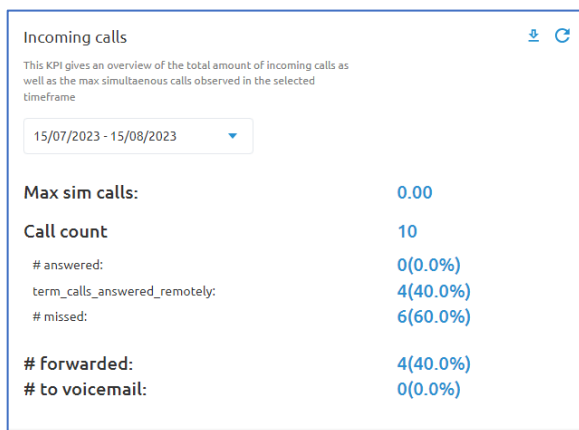 Incoming calls
This KPI gives an overview of the total amount of incoming calls as
well as the max simultaenous calls observed in the selected
timeframe
15/07/2023 - 15/08/2023
Max sim calls: 0.00
Call count 10
# answered: 0(0.0%)
term_calls_answered_remotely: 4(40.0%)
# missed: 6(60.0%)
# forwarded: 4(40.0%)
# to voicemail: 0(0.0%)